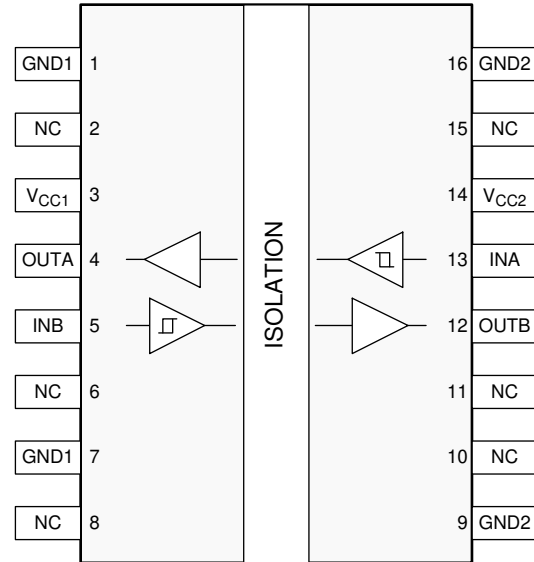 GND1 1 16 GND2
NC 2 15 NC
VCC1 3 14 VCC2
OUTA 4 13 INA
INB 5 12 OUTB
NC 6 11 NC
GND1 7 10 NC
NC 8 9 GND2
ISOLATION